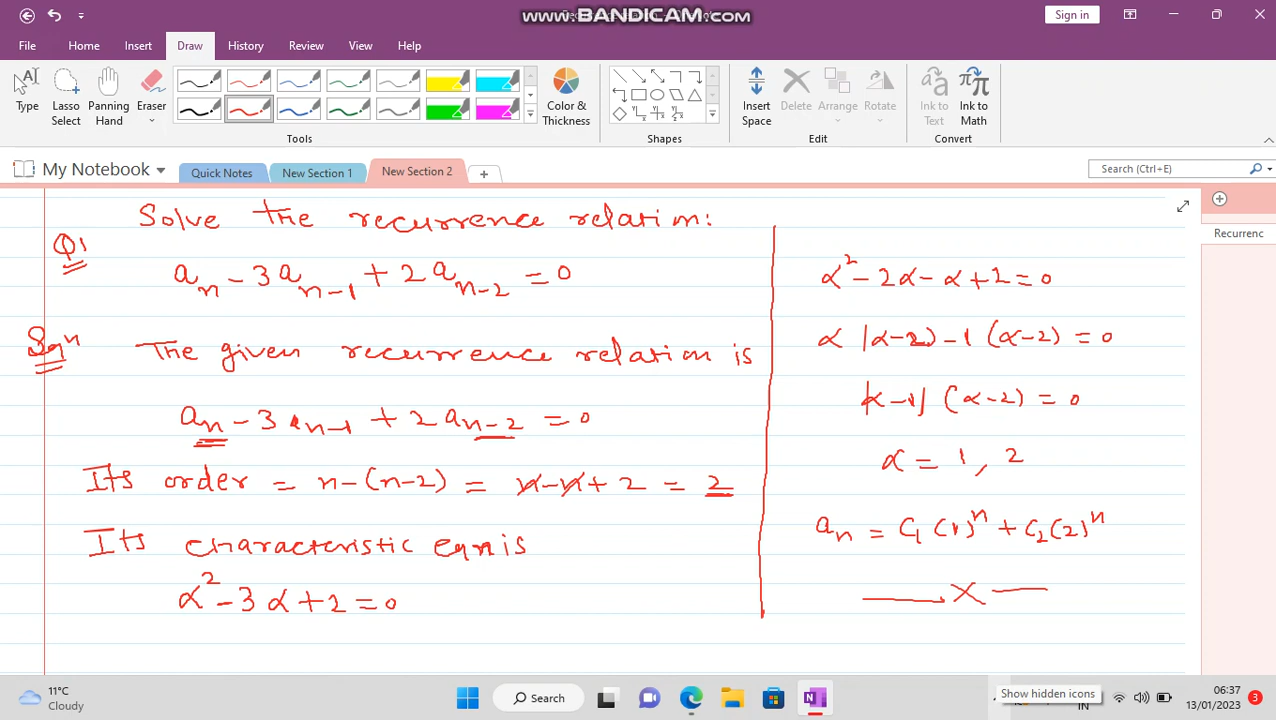 www.BANDICAM.com
Sign in
File Home Insert Draw History Review View Help
Type Lasso Select Panning Hand Eraser Color & Thickness Insert Space Delete Arrange Rotate Ink to Text Ink to Math
Tools Shapes Edit Convert
My Notebook Quick Notes New Section 1 New Section 2 + Search (Ctrl+E)
Recurrenc
Solve the recurrence relation:
Q1
aₙ - 3aₙ₋₁ + 2aₙ₋₂ = 0
Solⁿ The given recurrence relation is
aₙ - 3aₙ₋₁ + 2aₙ₋₂ = 0
Its order = n-(n-2) = n-n+2 = 2
Its characteristic eqn is
α² - 3α + 2 = 0
α² - 2α - α + 2 = 0
α (α-2) - 1 (α-2) = 0
(α-1) (α-2) = 0
α = 1, 2
aₙ = C₁ (1)ⁿ + C₂ (2)ⁿ
X
Show hidden icons
11°C
Cloudy
Search
IN
06:37
13/01/2023
3